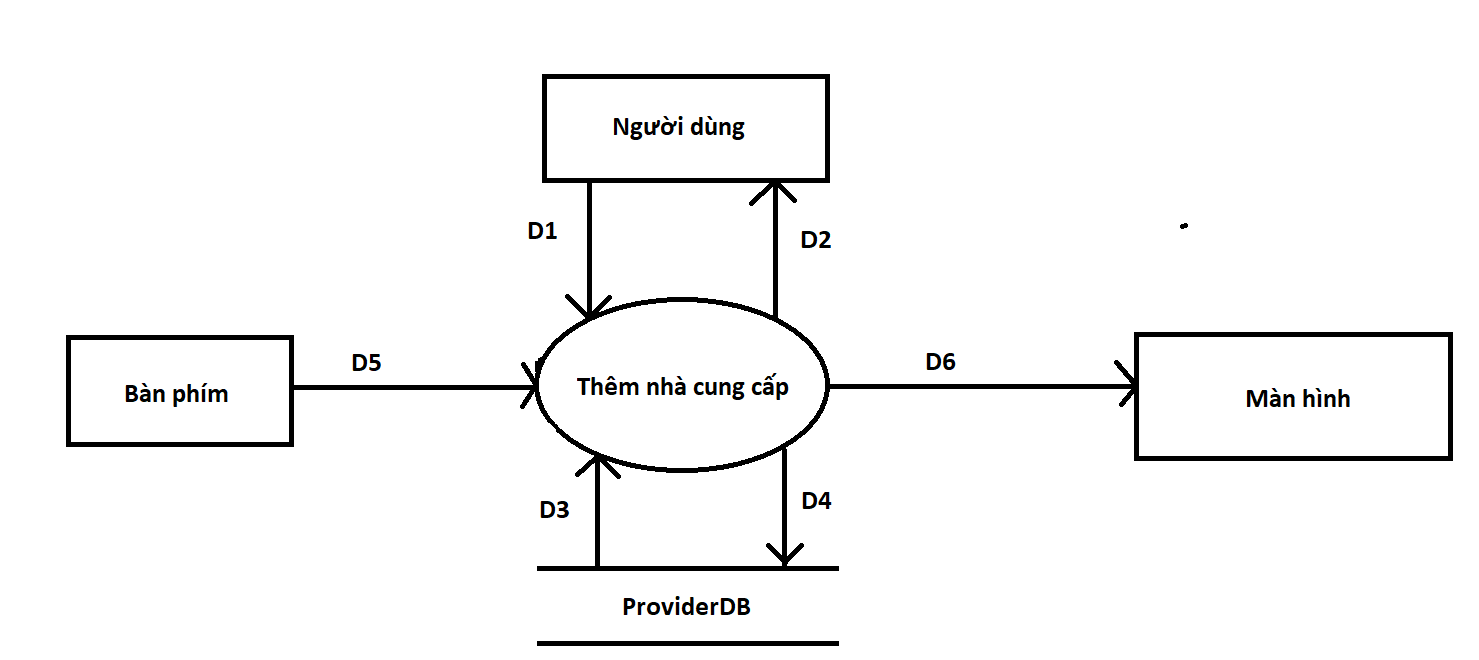 Người dùng
D1
D2
Bàn phím
D5
Thêm nhà cung cấp
D6
Màn hình
D3
D4
ProviderDB